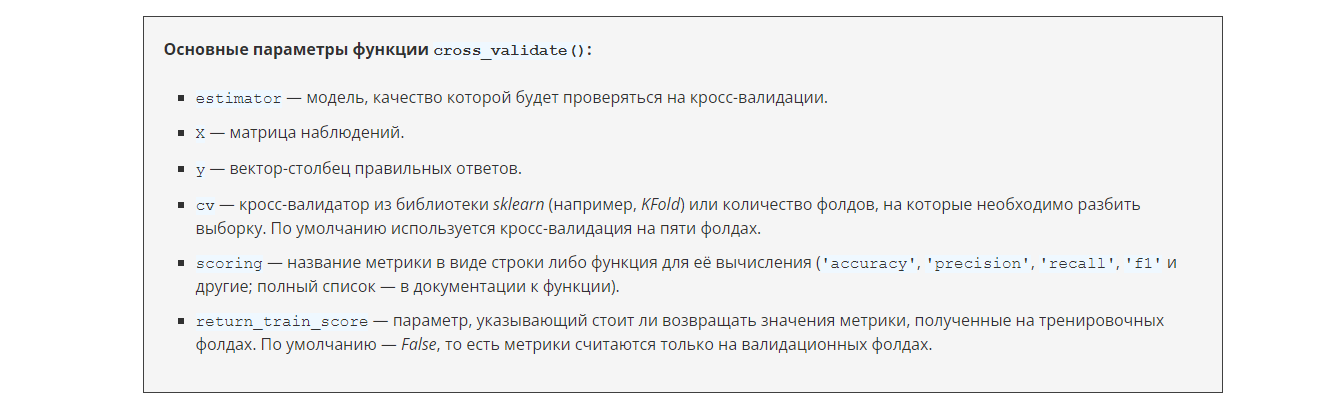 Основные параметры функции cross_validate():
▪ estimator — модель, качество которой будет проверяться на кросс-валидации.
▪ X — матрица наблюдений.
▪ y — вектор-столбец правильных ответов.
▪ cv — кросс-валидатор из библиотеки sklearn (например, KFold) или количество фолдов, на которые необходимо разбить
выборку. По умолчанию используется кросс-валидация на пяти фолдах.
▪ scoring — название метрики в виде строки либо функция для её вычисления ('accuracy', 'precision', 'recall', 'f1' и
другие; полный список — в документации к функции).
▪ return_train_score — параметр, указывающий стоит ли возвращать значения метрики, полученные на тренировочных
фолдах. По умолчанию — False, то есть метрики считаются только на валидационных фолдах.